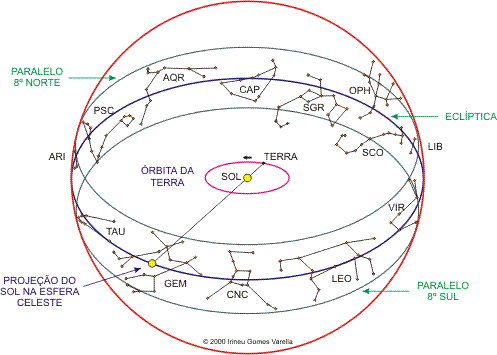 PARALELO
8º NORTE
AQR
CAP
OPH
SGR
PSC
ECLÍPTICA
ARI
TERRA
SCO
LIB
ÓRBITA DA
TERRA
SOL
VIR
TAU
PROJEÇÃO DO
SOL NA ESFERA
CELESTE
GEM
CNC
LEO
PARALELO
8º SUL
© 2000 Irineu Gomes Varella